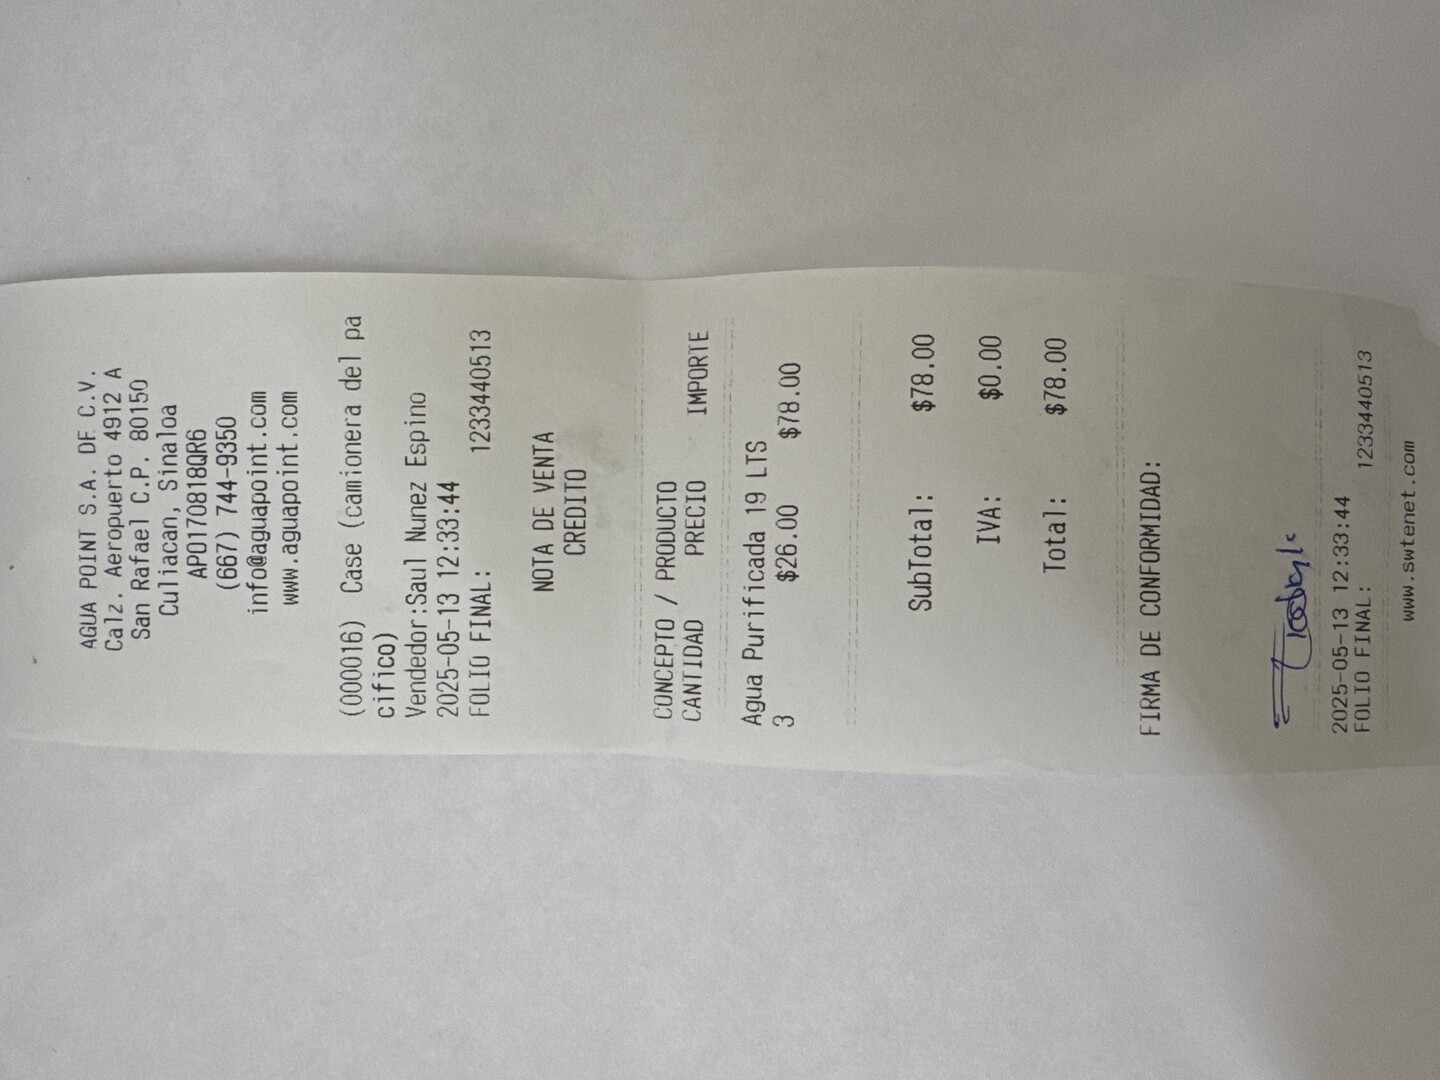 AGUA POINT S.A. DE C.V.
Calz. Aeropuerto 4912 A
San Rafael C.P. 80150
Culiacan, Sinaloa
APO170818QR6
(667) 744-9350
info@aguapoint.com
www.aguapoint.com
(000016) Case (camionera del pa
cifico)
Vendedor:Saul Nunez Espino
2025-05-13 12:33:44
FOLIO FINAL: 1233440513
NOTA DE VENTA
CREDITO
CONCEPTO / PRODUCTO
CANTIDAD PRECIO IMPORTE
Agua Purificada 19 LTS
3 $26.00 $78.00
SubTotal: $78.00
IVA: $0.00
Total: $78.00
FIRMA DE CONFORMIDAD:
2025-05-13 12:33:44
FOLIO FINAL: 1233440513
www.swtenet.com